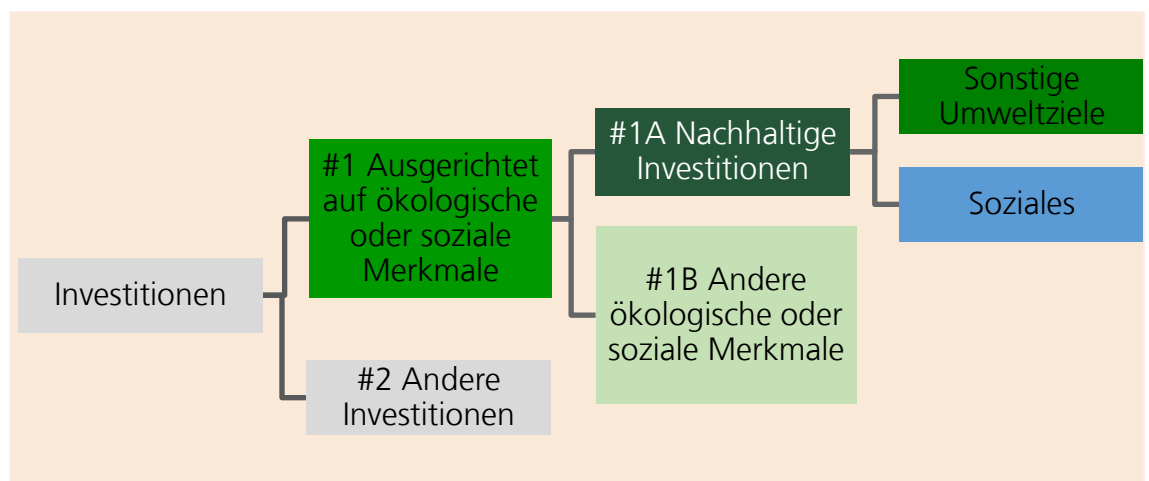 Investitionen
#1 Ausgerichtet
auf ökologische
oder soziale
Merkmale
#2 Andere
Investitionen
#1A Nachhaltige
Investitionen
#1B Andere
ökologische oder
soziale Merkmale
Sonstige
Umweltziele
Soziales